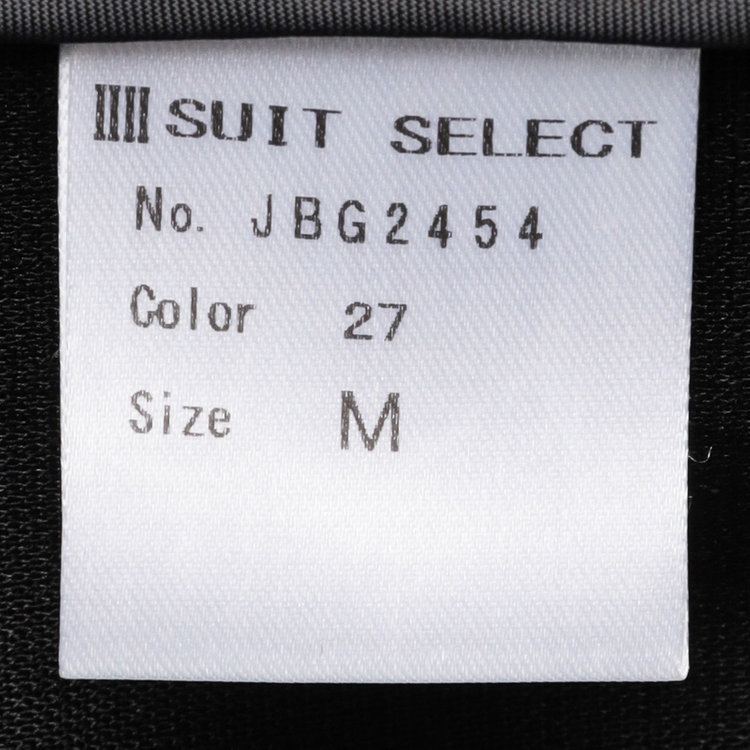 SUIT SELECT
No. JBG2454
Color 27
Size M